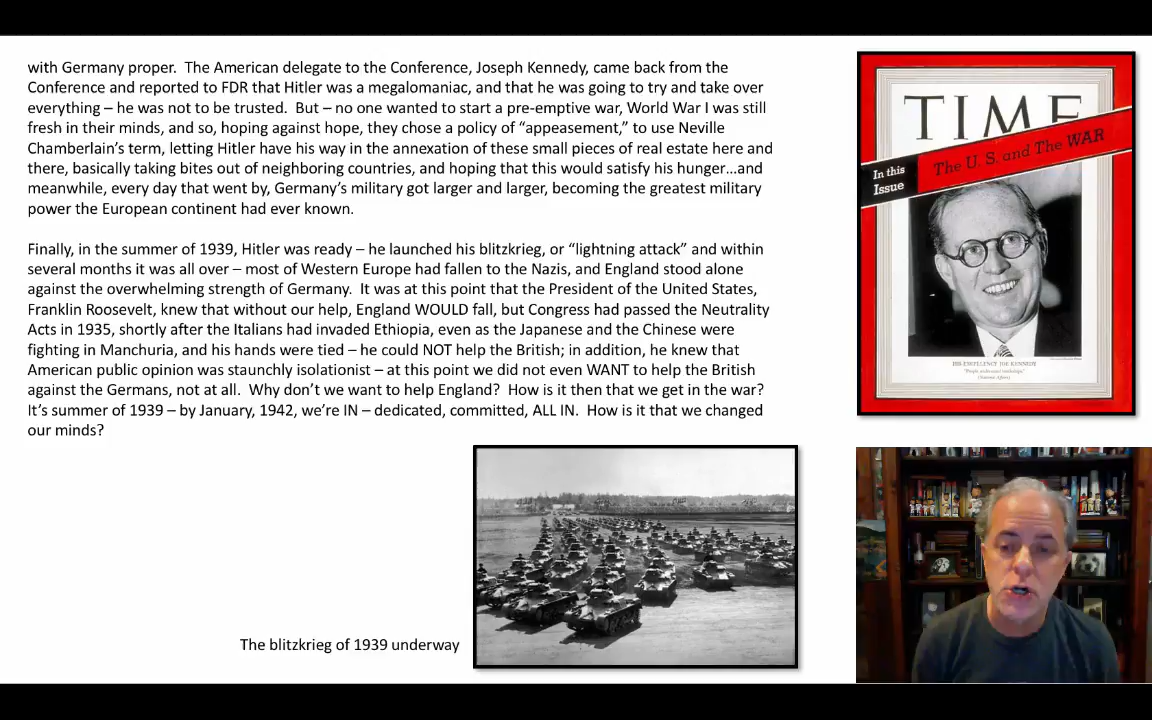 with Germany proper.  The American delegate to the Conference, Joseph Kennedy, came back from the
Conference and reported to FDR that Hitler was a megalomaniac, and that he was going to try and take over
everything – he was not to be trusted.  But – no one wanted to start a pre-emptive war, World War I was still
fresh in their minds, and so, hoping against hope, they chose a policy of “appeasement,” to use Neville
Chamberlain’s term, letting Hitler have his way in the annexation of these small pieces of real estate here and
there, basically taking bites out of neighboring countries, and hoping that this would satisfy his hunger…and
meanwhile, every day that went by, Germany’s military got larger and larger, becoming the greatest military
power the European continent had ever known.
Finally, in the summer of 1939, Hitler was ready – he launched his blitzkrieg, or “lightning attack” and within
several months it was all over – most of Western Europe had fallen to the Nazis, and England stood alone
against the overwhelming strength of Germany.  It was at this point that the President of the United States,
Franklin Roosevelt, knew that without our help, England WOULD fall, but Congress had passed the Neutrality
Acts in 1935, shortly after the Italians had invaded Ethiopia, even as the Japanese and the Chinese were
fighting in Manchuria, and his hands were tied – he could NOT help the British; in addition, he knew that
American public opinion was staunchly isolationist – at this point we did not even WANT to help the British
against the Germans, not at all.  Why don’t we want to help England?  How is it then that we get in the war?
It’s summer of 1939 – by January, 1942, we’re IN – dedicated, committed, ALL IN.  How is it that we changed
our minds?
The blitzkrieg of 1939 underway
TIME
In this
Issue
The U. S. and The WAR
HIS EXCELLENCY JOE KENNEDY